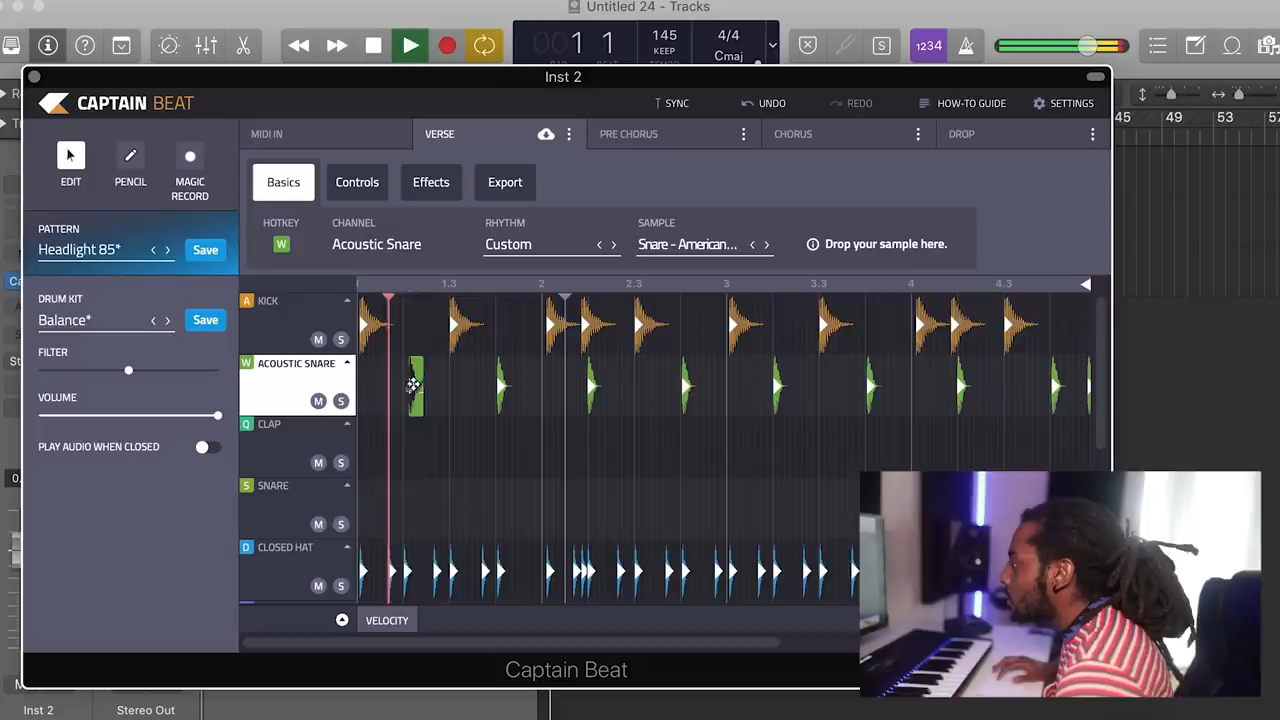 Untitled 24 - Tracks
001 1
145
KEEP
4/4
Cmaj
1234
S
Inst 2
CAPTAIN BEAT
SYNC
UNDO
REDO
HOW-TO GUIDE
SETTINGS
45
49
53
57
MIDI IN
VERSE
PRE CHORUS
CHORUS
DROP
EDIT
PENCIL
MAGIC
RECORD
Basics
Controls
Effects
Export
HOTKEY
CHANNEL
RHYTHM
SAMPLE
W
Acoustic Snare
Custom
Snare - American...
Drop your sample here.
PATTERN
Headlight 85*
Save
DRUM KIT
Balance*
Save
FILTER
VOLUME
PLAY AUDIO WHEN CLOSED
1.3
2
2.3
3
3.3
4
4.3
A KICK
M S
W ACOUSTIC SNARE
M S
Q CLAP
M S
S SNARE
M S
D CLOSED HAT
M S
VELOCITY
Captain Beat
Inst 2
Stereo Out